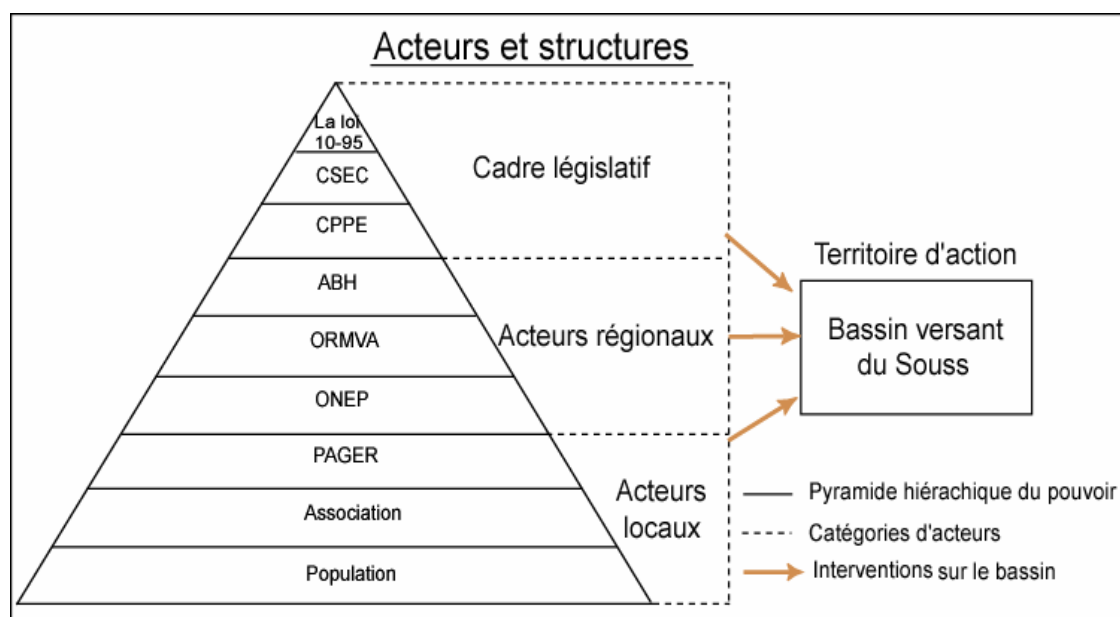 Acteurs et structures
La loi
10-95
CSEC
CPPE
ABH
ORMVA
ONEP
PAGER
Association
Population
Cadre législatif
Acteurs régionaux
Acteurs
locaux
Territoire d'action
Bassin versant
du Souss
Pyramide hiérachique du pouvoir
Catégories d'acteurs
Interventions sur le bassin